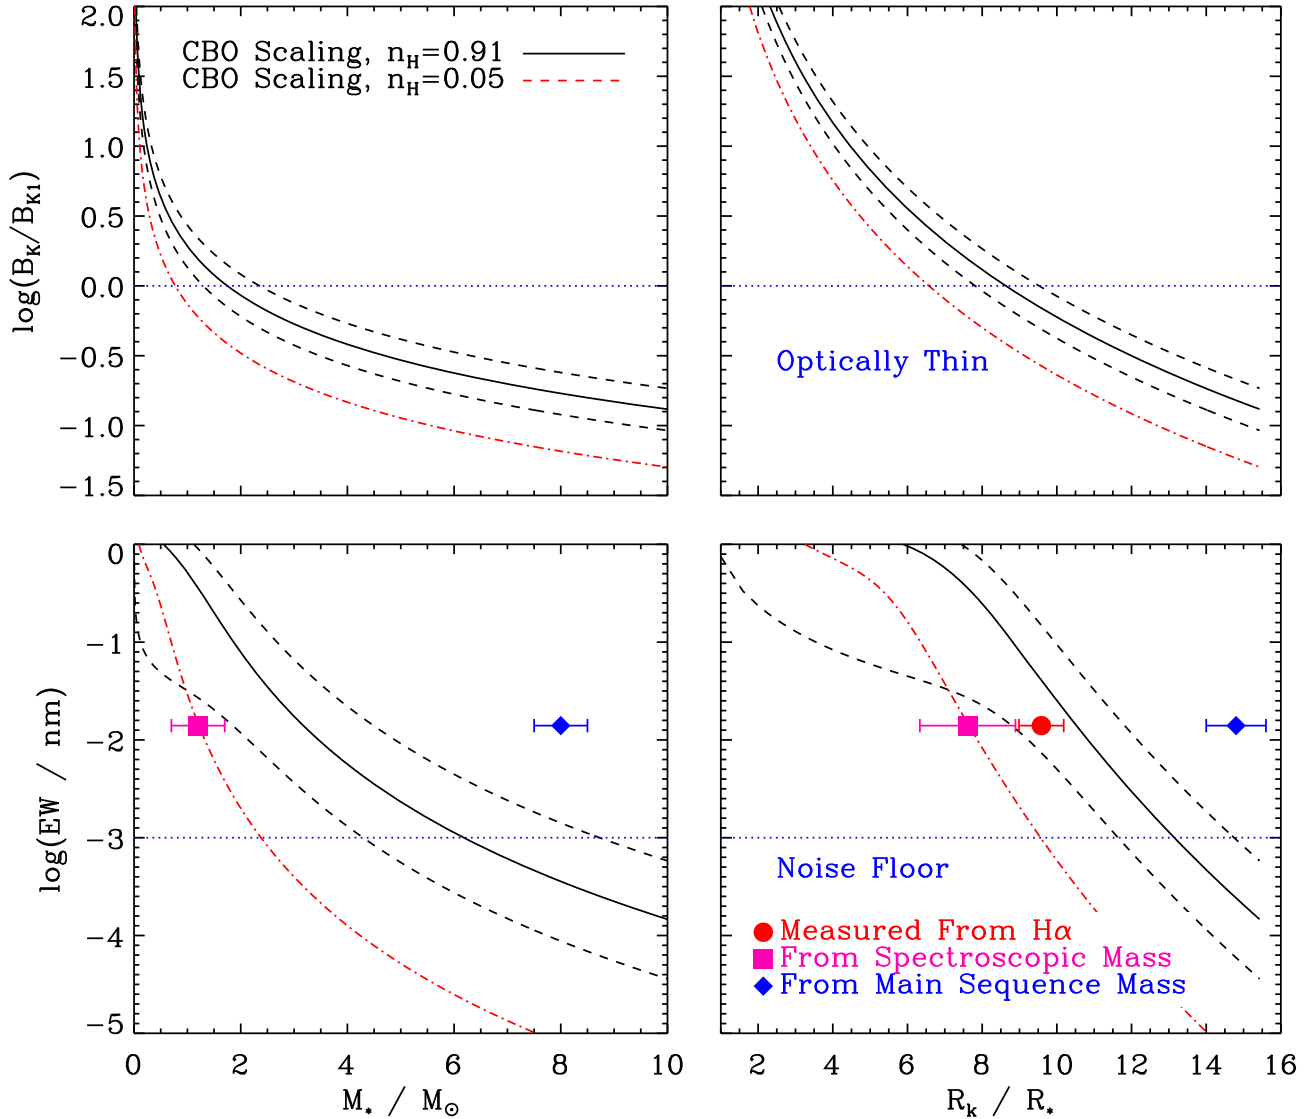 2.0
1.5
1.0
0.5
0.0
−0.5
−1.0
−1.5
log(B_K/B_K1)
CBO Scaling, n_H=0.91
CBO Scaling, n_H=0.05
Optically Thin
0
−1
−2
−3
−4
−5
log(EW / nm)
0 2 4 6 8 10
M_* / M_⊙
Noise Floor
Measured From Hα
From Spectroscopic Mass
From Main Sequence Mass
2 4 6 8 10 12 14 16
R_k / R_*